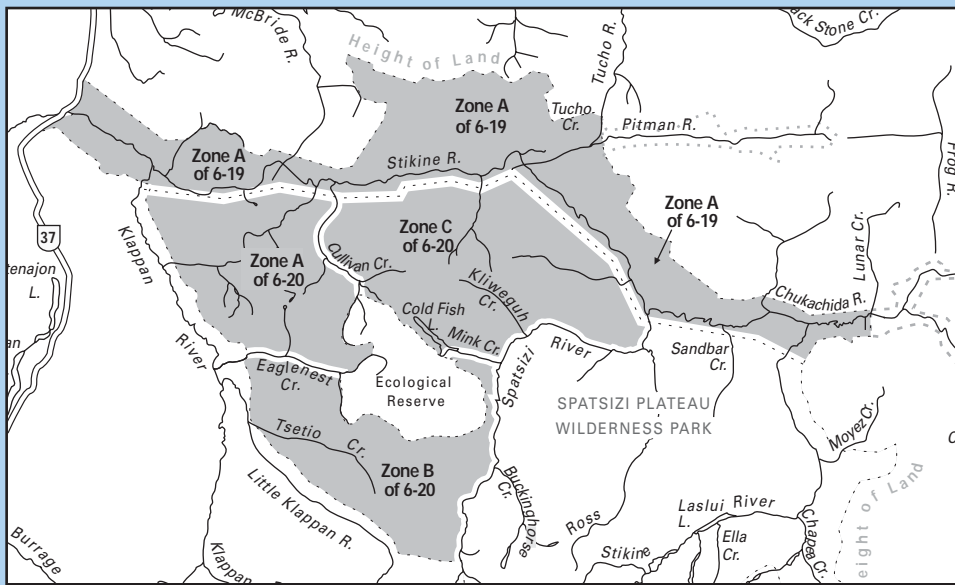 McBride R.
Height of Land
Tucho R.
ack Stone Cr.
Zone A
of 6-19
Tucho
Cr.
Pitman R.
Zone A
of 6-19
Stikine R.
Frog R.
Zone A
of 6-19
37
Klappan
River
Zone C
of 6-20
Cullivan Cr.
Zone A
of 6-20
Kliweguh
Cr.
Lunar Cr.
Chukachida R.
tenajon
L.
an
Cold Fish
L.
Mink Cr.
Spatsizi
River
Sandbar
Cr.
Eaglenest
Cr.
Ecological
Reserve
SPATSIZI PLATEAU
WILDERNESS PARK
Tsetio Cr.
Moyez Cr.
C
Zone B
of 6-20
Buckinghorse
Cr.
Little Klappan R.
Ross
River
Laslui
L.
Ella
Cr.
Chapea Cr.
eight of Land
Burrage
Klappan
Stikine